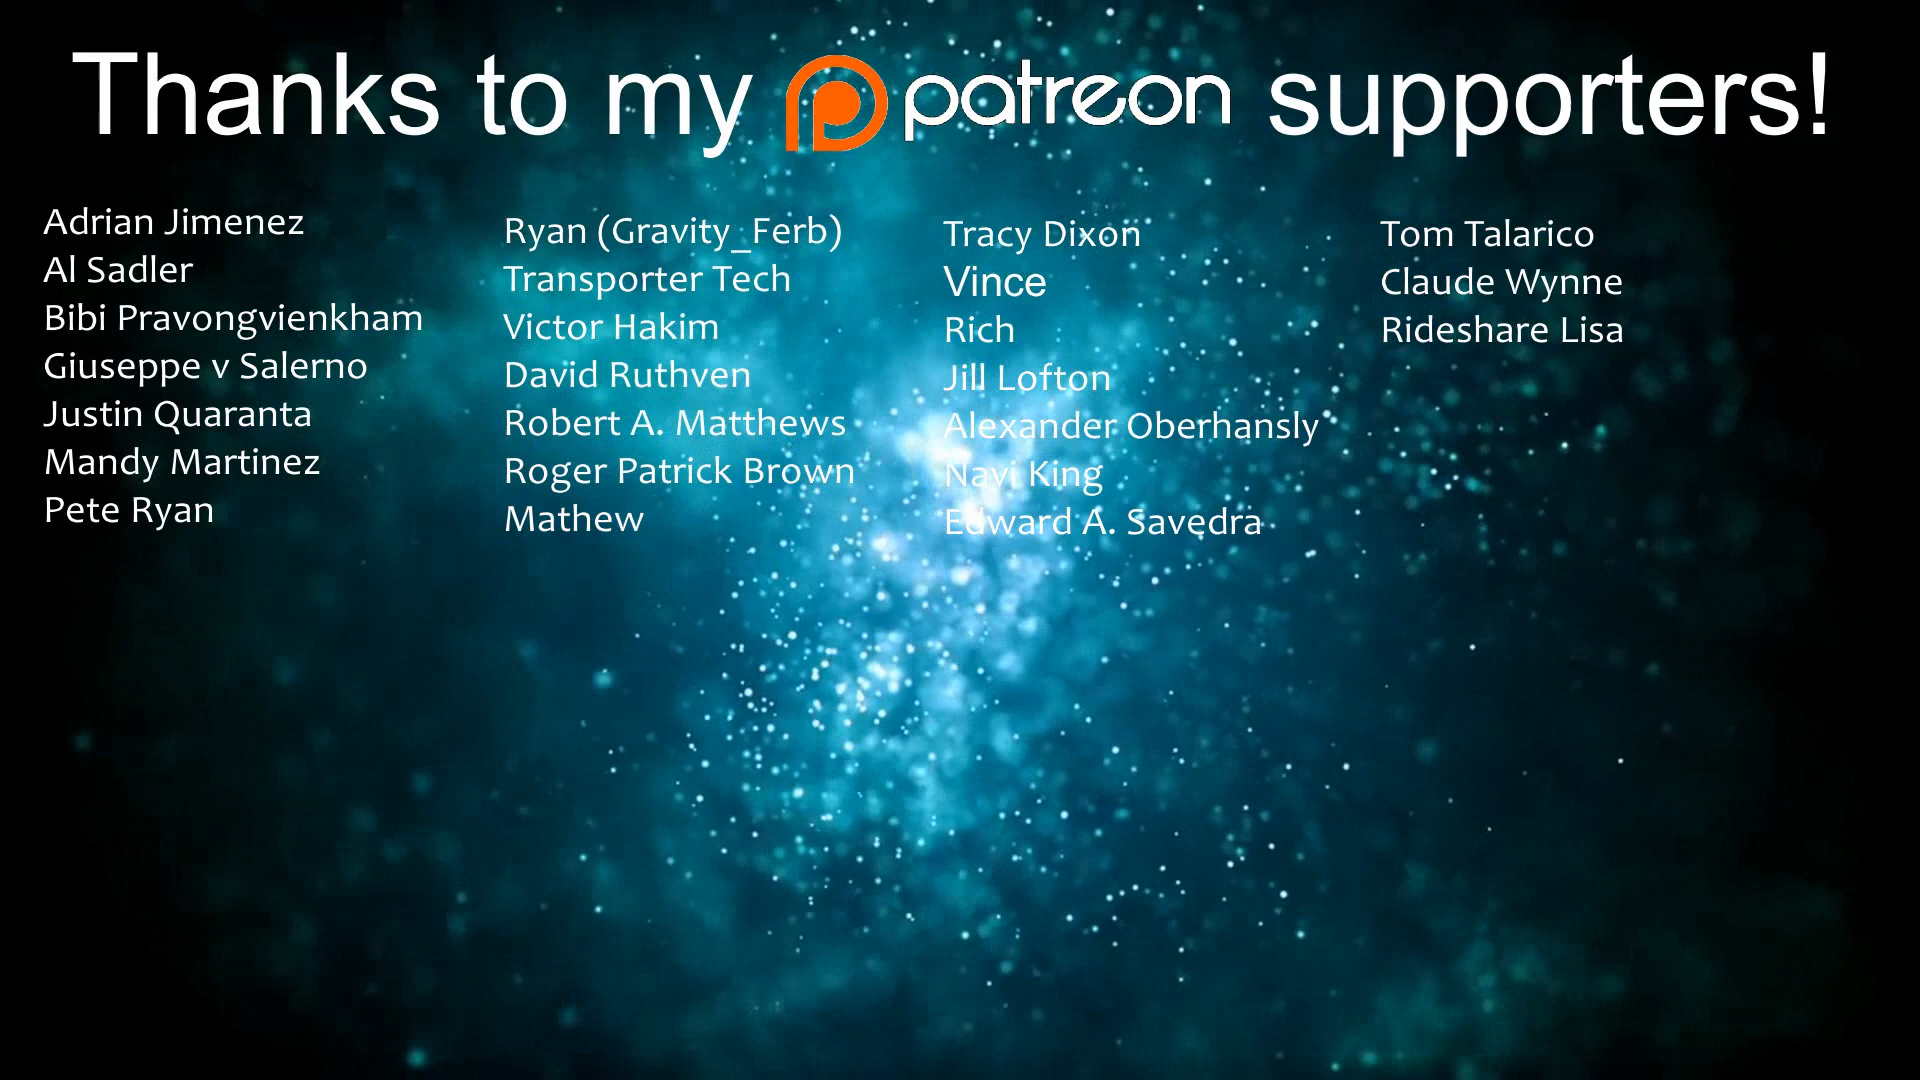 Thanks to my patreon supporters!
Adrian Jimenez
Al Sadler
Bibi Pravongvienkham
Giuseppe v Salerno
Justin Quaranta
Mandy Martinez
Pete Ryan
Ryan (Gravity_Ferb)
Transporter Tech
Victor Hakim
David Ruthven
Robert A. Matthews
Roger Patrick Brown
Mathew
Tracy Dixon
Vince
Rich
Jill Lofton
Alexander Oberhansly
Navi King
Edward A. Savedra
Tom Talarico
Claude Wynne
Rideshare Lisa